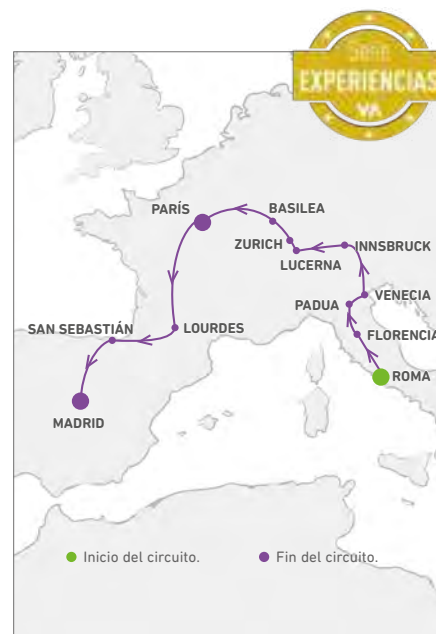 SERIE
EXPERIENCIAS
VA
PARÍS
BASILEA
ZURICH
LUCERNA
INNSBRUCK
VENECIA
PADUA
FLORENCIA
ROMA
SAN SEBASTIÁN
LOURDES
MADRID
Inicio del circuito.
Fin del circuito.